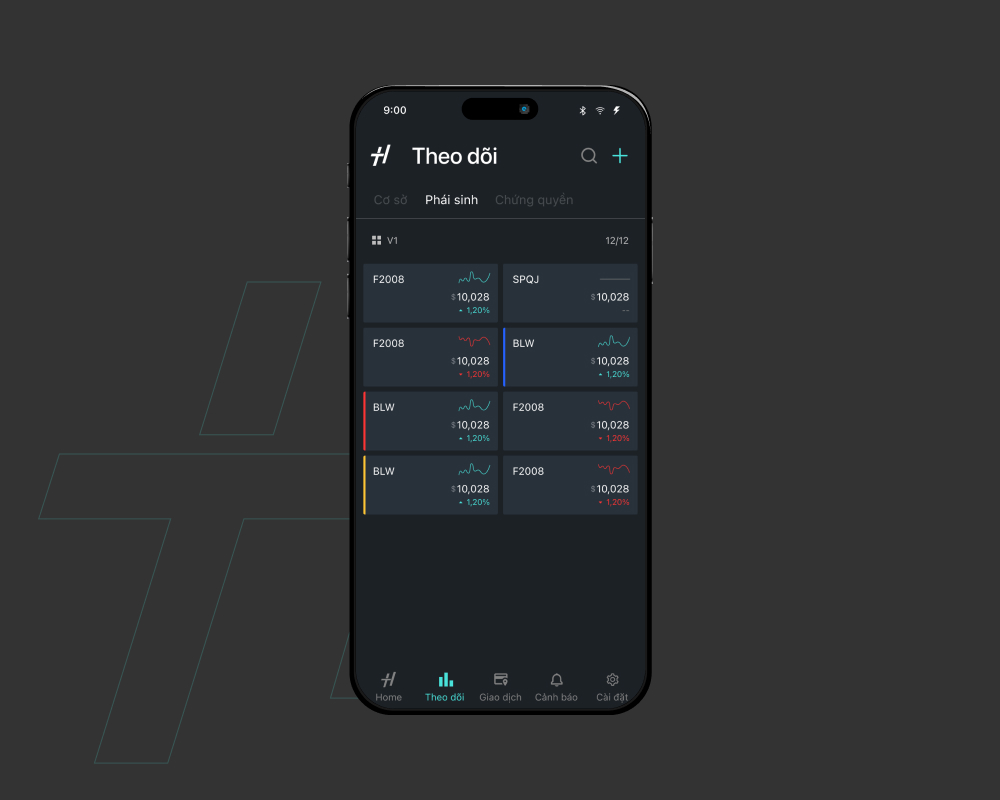 9:00
Theo dõi
Cơ sở Phái sinh Chứng quyền
V1 12/12
F2008 SPQJ
$10,028 $10,028
1,20% --
F2008 BLW
$10,028 $10,028
1,20% 1,20%
BLW F2008
$10,028 $10,028
1,20% 1,20%
BLW F2008
$10,028 $10,028
1,20% 1,20%
Home Theo dõi Giao dịch Cảnh báo Cài đặt